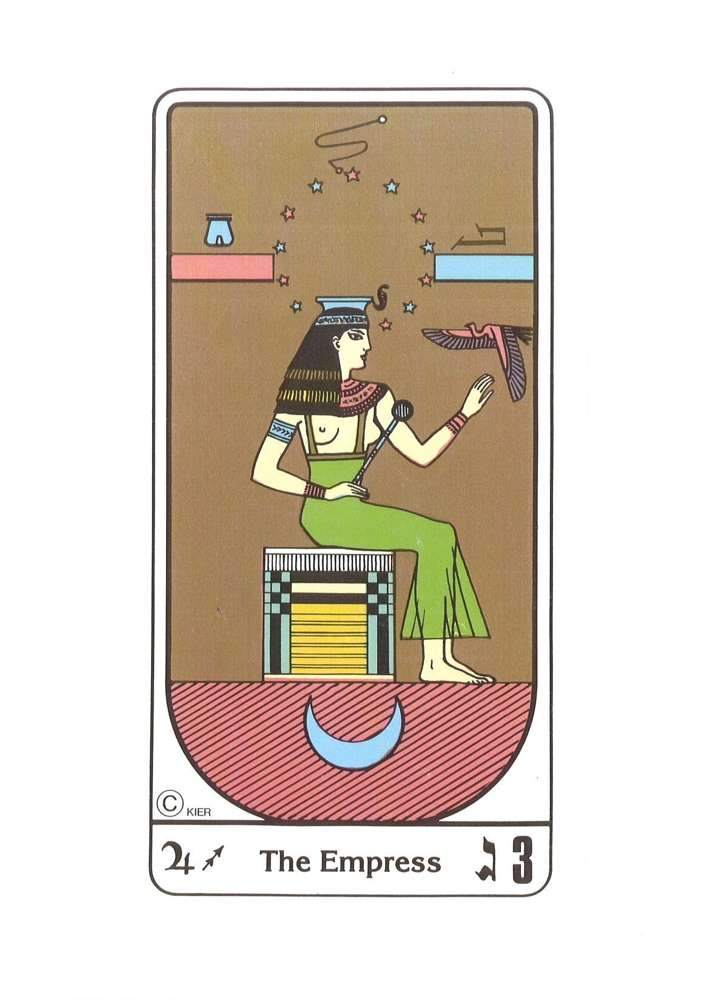 © KIER
♃ ♐ The Empress ג 3